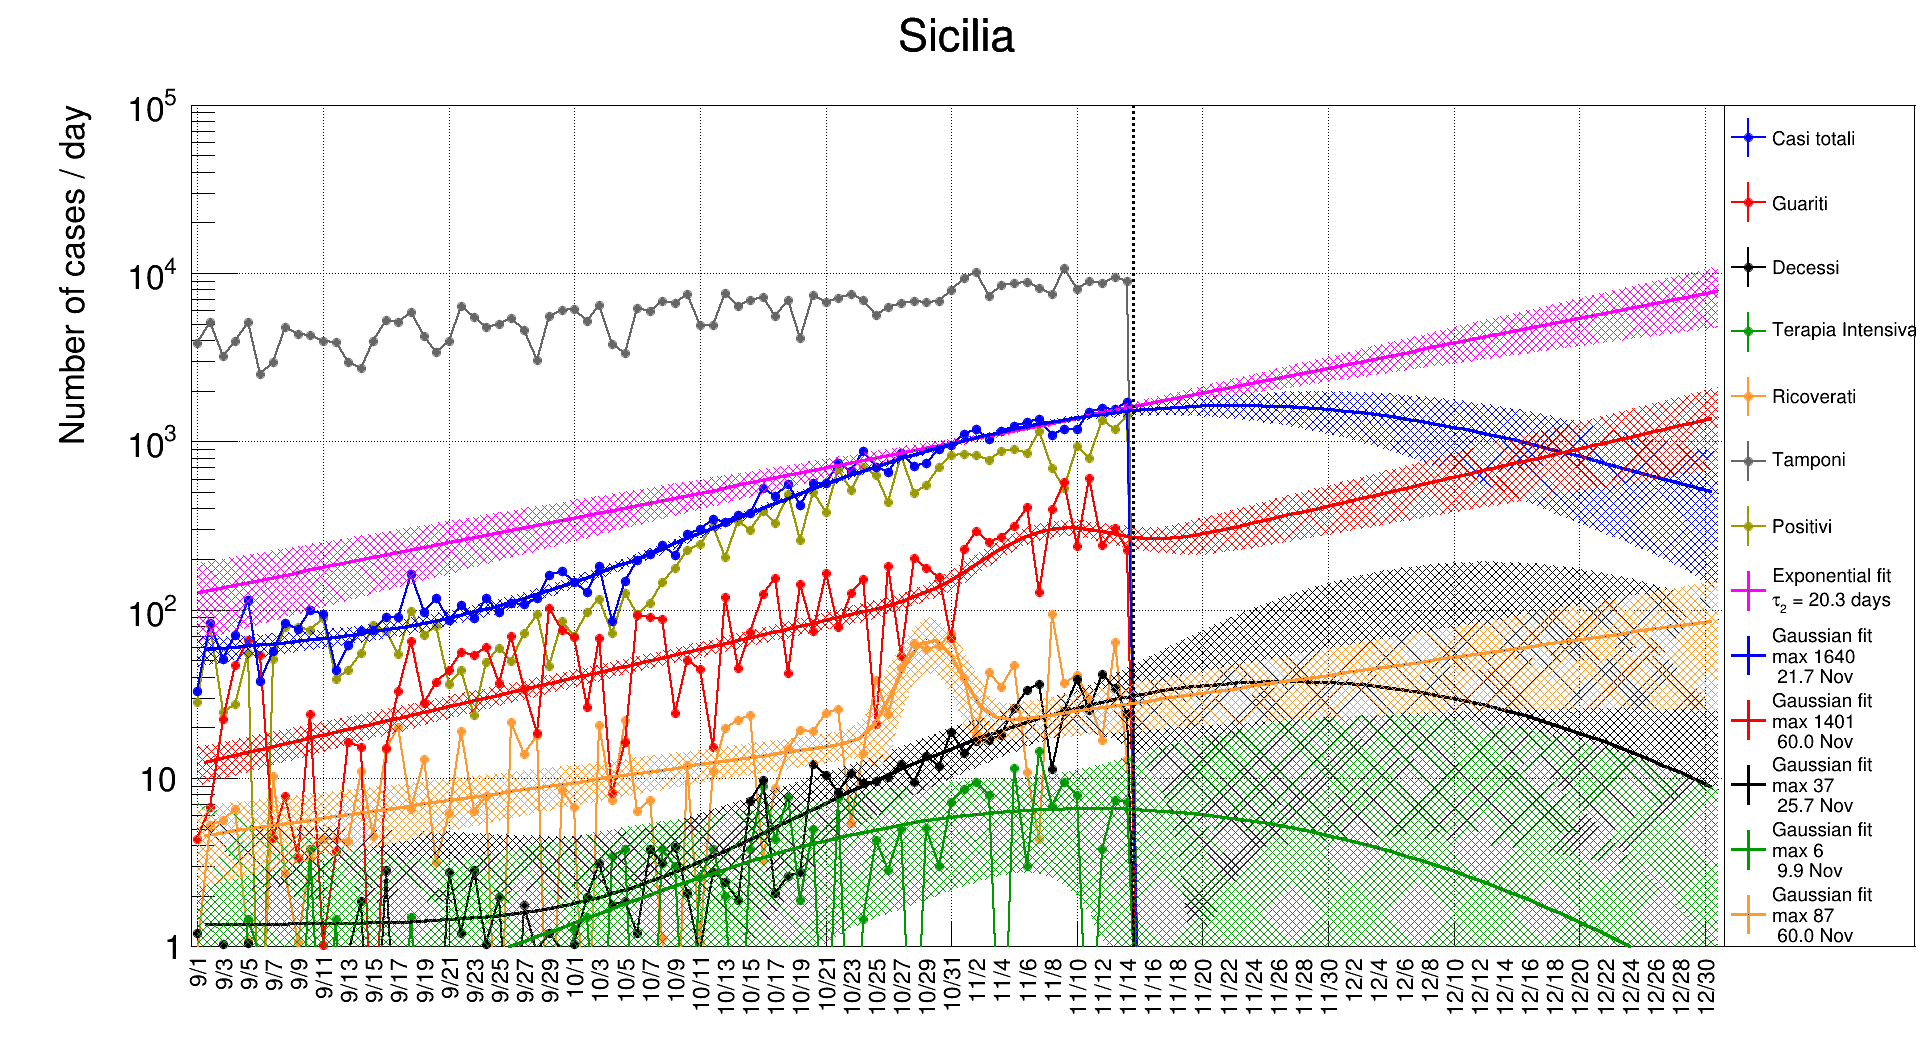 Sicilia
Number of cases / day
10^5
10^4
10^3
10^2
10
1
9/1
9/3
9/5
9/7
9/9
9/11
9/13
9/15
9/17
9/19
9/21
9/23
9/25
9/27
9/29
10/1
10/3
10/5
10/7
10/9
10/11
10/13
10/15
10/17
10/19
10/21
10/23
10/25
10/27
10/29
10/31
11/2
11/4
11/6
11/8
11/10
11/12
11/14
11/16
11/18
11/20
11/22
11/24
11/26
11/28
11/30
12/2
12/4
12/6
12/8
12/10
12/12
12/14
12/16
12/18
12/20
12/22
12/24
12/26
12/28
12/30
Casi totali
Guariti
Decessi
Terapia Intensiva
Ricoverati
Tamponi
Positivi
Exponential fit
τ₂ = 20.3 days
Gaussian fit
max 1640
21.7 Nov
Gaussian fit
max 1401
60.0 Nov
Gaussian fit
max 37
25.7 Nov
Gaussian fit
max 6
9.9 Nov
Gaussian fit
max 87
60.0 Nov